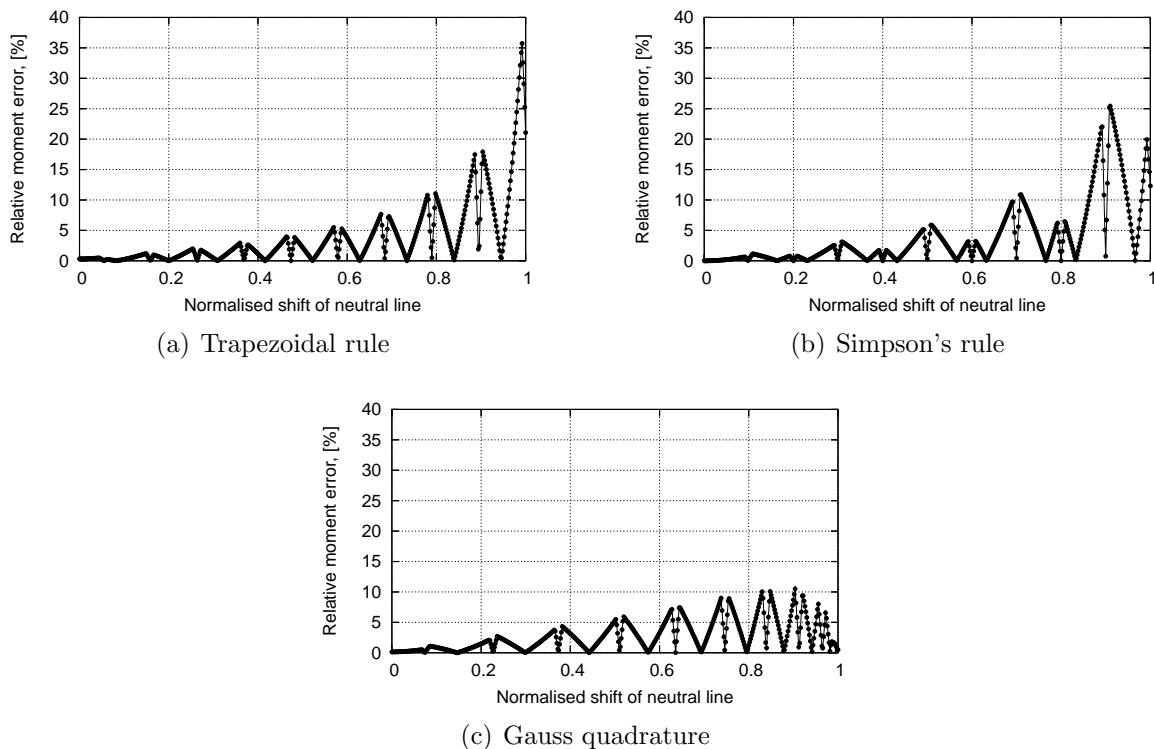 40
35
30
25
20
15
10
5
0
Relative moment error, [%]
0 0.2 0.4 0.6 0.8 1
Normalised shift of neutral line
(a) Trapezoidal rule
40
35
30
25
20
15
10
5
0
Relative moment error, [%]
0 0.2 0.4 0.6 0.8 1
Normalised shift of neutral line
(b) Simpson's rule
40
35
30
25
20
15
10
5
0
Relative moment error, [%]
0 0.2 0.4 0.6 0.8 1
Normalised shift of neutral line
(c) Gauss quadrature